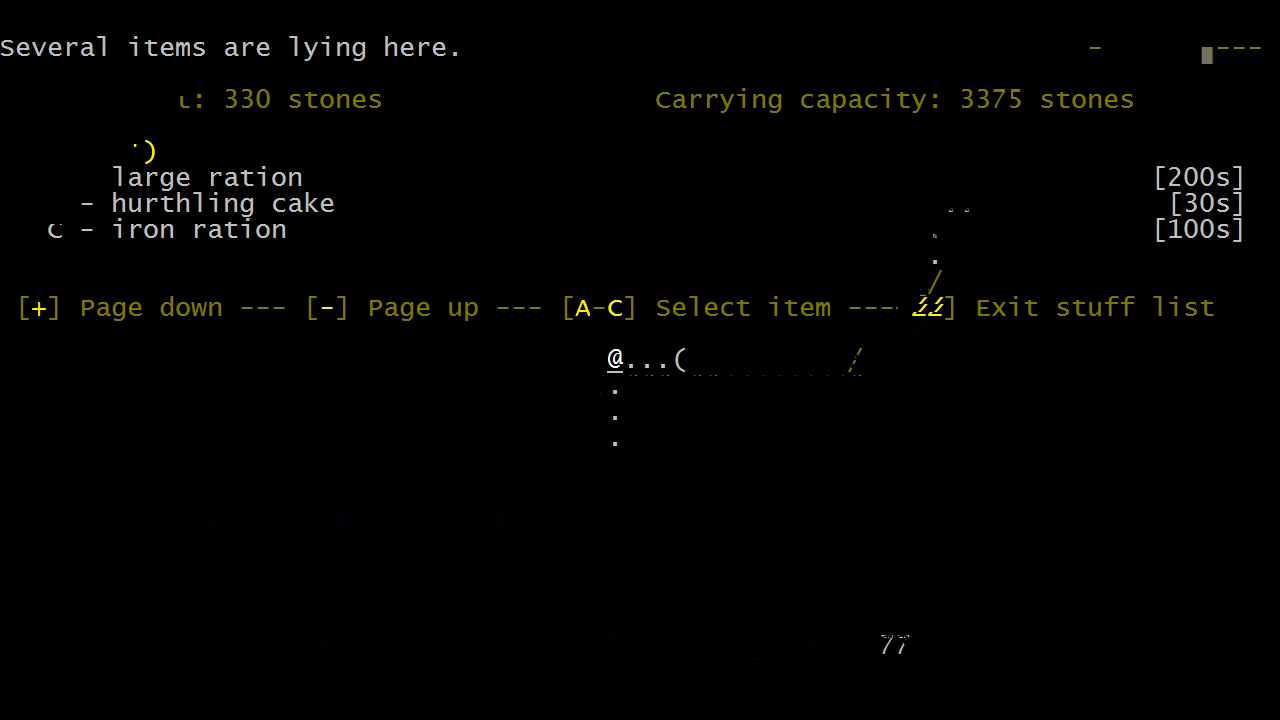 Several items are lying here.
: 330 stones Carrying capacity: 3375 stones
)
large ration [200s]
- hurthling cake [30s]
C - iron ration [100s]
[+] Page down --- [-] Page up --- [A-C] Select item --- ] Exit stuff list
@...(
.
.
.
77